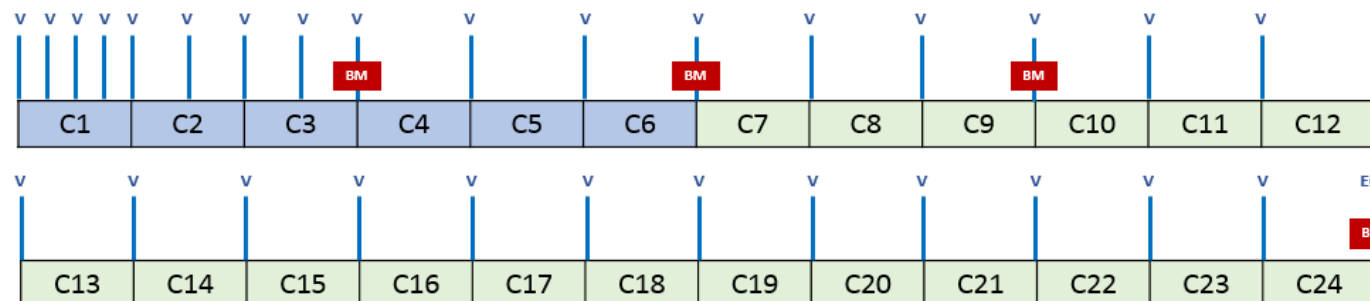 V V V V V V V V V V V V V V V V V
BM BM BM
C1 C2 C3 C4 C5 C6 C7 C8 C9 C10 C11 C12
V V V V V V V V V V V V
C13 C14 C15 C16 C17 C18 C19 C20 C21 C22 C23 C24